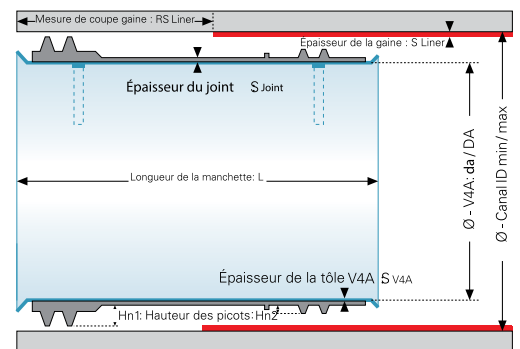 Mesure de coupe gaine : RS Liner
Épaisseur de la gaine : S Liner
Épaisseur du joint S Joint
Longueur de la manchette: L
Ø - V4A: da / DA
Ø - Canal ID min/max
Épaisseur de la tôle V4A S V4A
Hn1: Hauteur des picots: Hn2